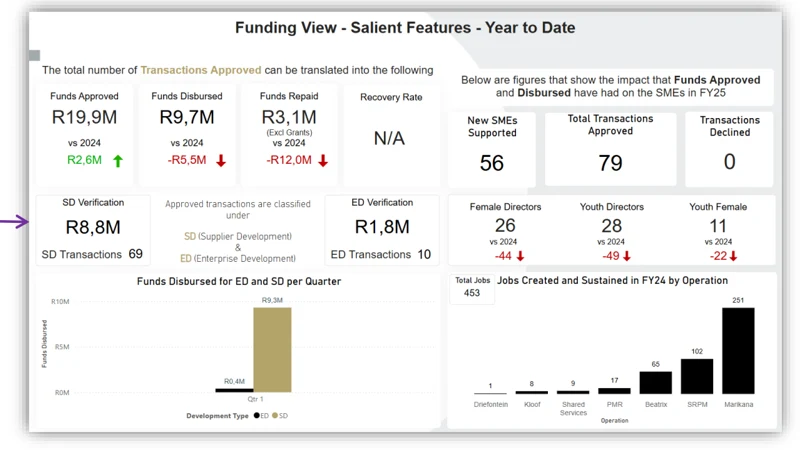 Funding View - Salient Features - Year to Date
The total number of Transactions Approved can be translated into the following
Funds Approved
R19,9M
vs 2024
R2,6M
Funds Disbursed
R9,7M
vs 2024
-R5,5M
Funds Repaid
R3,1M
(Excl Grants)
vs 2024
-R12,0M
Recovery Rate
N/A
SD Verification
R8,8M
SD Transactions 69
Approved transactions are classified
under
SD (Supplier Development)
&
ED (Enterprise Development)
ED Verification
R1,8M
ED Transactions 10
Funds Disbursed for ED and SD per Quarter
Funds Disbursed
R10M
R5M
R0M
R0,4M
R9,3M
Qtr 1
Development Type ED SD
Below are figures that show the impact that Funds Approved
and Disbursed have had on the SMEs in FY25
New SMEs
Supported
56
Total Transactions
Approved
79
Transactions
Declined
0
Female Directors
26
vs 2024
-44
Youth Directors
28
vs 2024
-49
Youth Female
11
vs 2024
-22
Total Jobs
453
Jobs Created and Sustained in FY24 by Operation
1
8
9
17
65
102
251
Driefontein
Kloof
Shared
Services
PMR
Beatrix
SRPM
Marikana
Operation